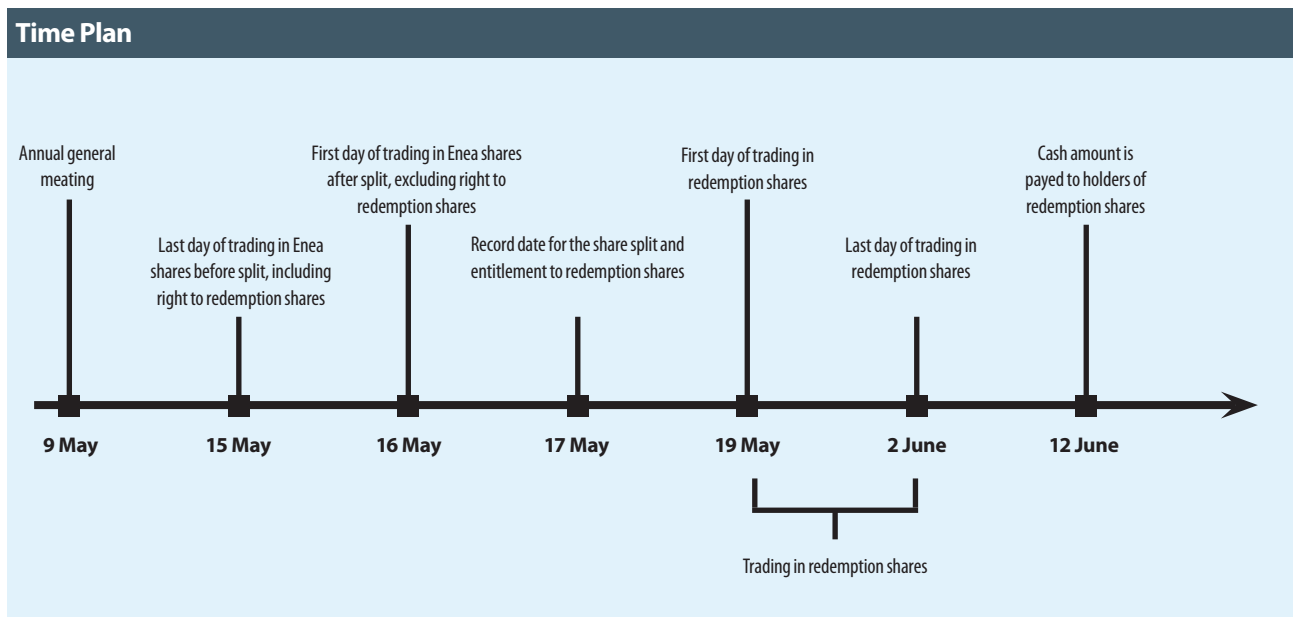 Time Plan
Annual general
meating
Last day of trading in Enea
shares before split, including
right to redemption shares
First day of trading in Enea shares
after split, excluding right to
redemption shares
Record date for the share split and
entitlement to redemption shares
First day of trading in
redemption shares
Last day of trading in
redemption shares
Cash amount is
payed to holders of
redemption shares
9 May
15 May
16 May
17 May
19 May
2 June
12 June
Trading in redemption shares